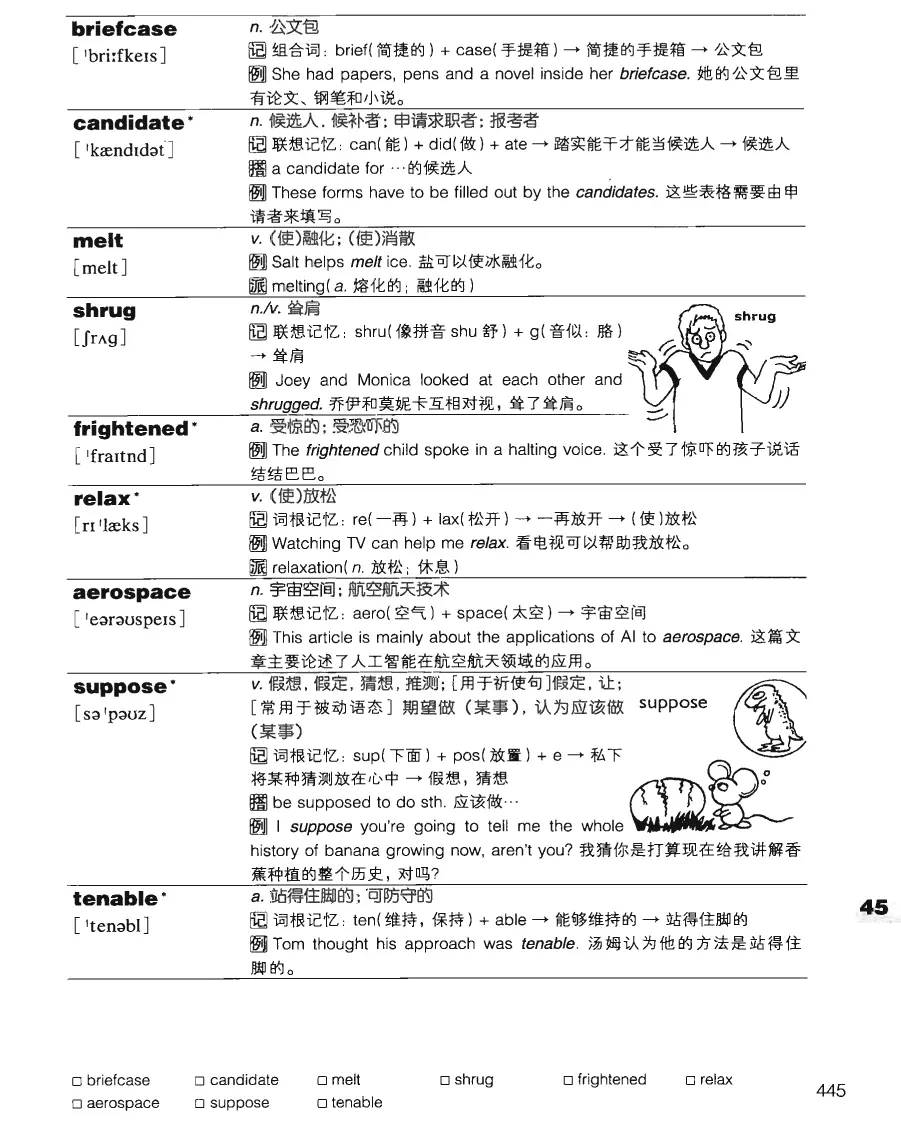 briefcase n. 公文包
[ˈbriːfkeɪs] [记] 组合词：brief(简捷的) + case(手提箱) → 简捷的手提箱 → 公文包
[例] She had papers, pens and a novel inside her briefcase. 她的公文包里
有论文、钢笔和小说。
candidate* n. 候选人，候补者；申请求职者；报考者
[ˈkændɪdət] [记] 联想记忆：can(能) + did(做) + ate → 踏实能干才能当候选人 → 候选人
[搭] a candidate for …的候选人
[例] These forms have to be filled out by the candidates. 这些表格需要由申
请者来填写。
melt v. (使)融化；(使)消散
[melt] [例] Salt helps melt ice. 盐可以使冰融化。
[派] melting(a. 熔化的；融化的)
shrug n./v. 耸肩
[ʃrʌɡ] [记] 联想记忆：shru(像拼音 shu 舒) + g(音似：胳)
→ 耸肩
[例] Joey and Monica looked at each other and
shrugged. 乔伊和莫妮卡互相对视，耸了耸肩。
shrug
frightened* a. 受惊的；受恐吓的
[ˈfraɪtnd] [例] The frightened child spoke in a halting voice. 这个受了惊吓的孩子说话
结结巴巴。
relax* v. (使)放松
[rɪˈlæks] [记] 词根记忆：re(一再) + lax(松开) → 一再放开 → (使)放松
[例] Watching TV can help me relax. 看电视可以帮助我放松。
[派] relaxation(n. 放松；休息)
aerospace n. 宇宙空间；航空航天技术
[ˈeərəʊspeɪs] [记] 联想记忆：aero(空气) + space(太空) → 宇宙空间
[例] This article is mainly about the applications of AI to aerospace. 这篇文
章主要论述了人工智能在航空航天领域的应用。
suppose* v. 假想，假定，猜想，推测；[用于祈使句]假定，让；
[səˈpəʊz] [常用于被动语态] 期望做（某事），认为应该做
（某事）
[记] 词根记忆：sup(下面) + pos(放置) + e → 私下
将某种猜测放在心中 → 假想，猜想
[搭] be supposed to do sth. 应该做…
[例] I suppose you're going to tell me the whole
history of banana growing now, aren't you? 我猜你是打算现在给我讲解香
蕉种植的整个历史，对吗？
suppose
tenable* a. 站得住脚的；可防守的
[ˈtenəbl] [记] 词根记忆：ten(维持，保持) + able → 能够维持的 → 站得住脚的
[例] Tom thought his approach was tenable. 汤姆认为他的方法是站得住
脚的。
45
□ briefcase □ candidate □ melt □ shrug □ frightened □ relax
□ aerospace □ suppose □ tenable
445